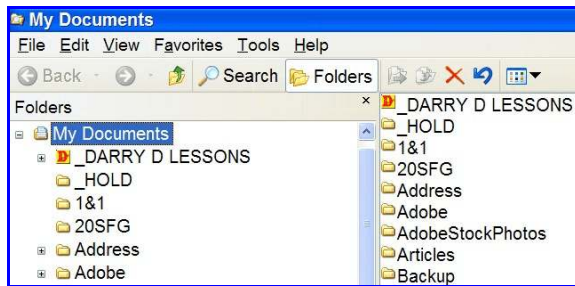 My Documents
File Edit View Favorites Tools Help
Back Search Folders
Folders
My Documents
_DARRY D LESSONS
_HOLD
1&1
20SFG
Address
Adobe
_DARRY D LESSONS
_HOLD
1&1
20SFG
Address
Adobe
AdobeStockPhotos
Articles
Backup